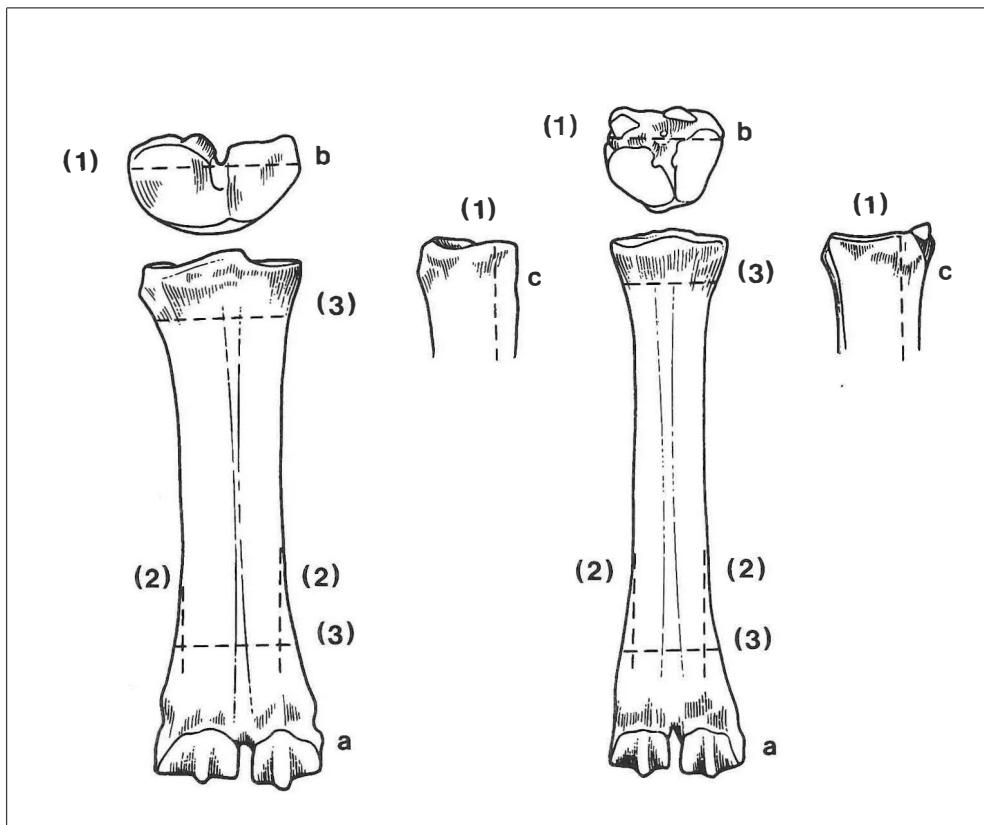 (1) b
(1) b
(1)
(1)
(3) c
(3) c
(2) (2)
(2) (2)
(3)
(3)
a
a